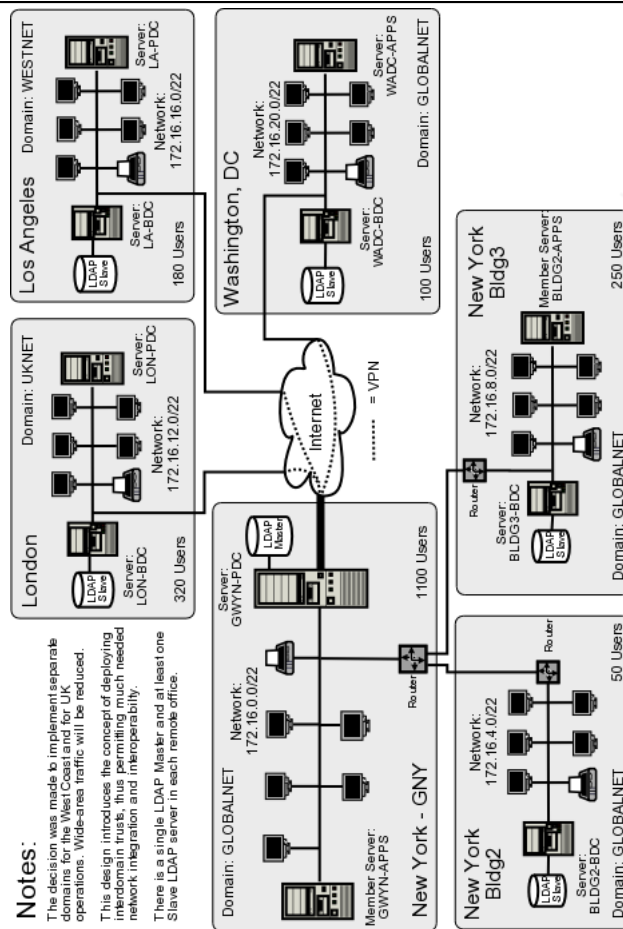 Notes:
The decision was made to implement separate
domains for the West Coast and for UK
operations. Wide-area traffic will be reduced.
This design introduces the concept of deploying
interdomain trusts, thus permitting much needed
network integration and interoperability.
There is a single LDAP Master and at least one
Slave LDAP server in each remote office.
London
Domain: UKNET
LDAP
Slave
Server:
LON-BDC
Network:
172.16.12.0/22
Server:
LON-PDC
320 Users
Los Angeles
Domain: WESTNET
LDAP
Slave
Server:
LA-BDC
Network:
172.16.16.0/22
Server:
LA-PDC
180 Users
Domain: GLOBALNET
Network:
172.16.0.0/22
Server:
GWYN-PDC
LDAP
Master
Member Server:
GWYN-APPS
Router
New York - GNY
1100 Users
Internet
= VPN
Washington, DC
LDAP
Slave
Server:
WADC-BDC
Network:
172.16.20.0/22
Server:
WADC-APPS
100 Users
Domain: GLOBALNET
New York
Bldg2
Network:
172.16.4.0/22
Router
LDAP
Slave
Server:
BLDG2-BDC
Domain: GLOBALNET
50 Users
Router
New York
Bldg3
Network:
172.16.8.0/22
Server:
BLDG3-BDC
LDAP
Slave
Member Server:
BLDG2-APPS
Domain: GLOBALNET
250 Users